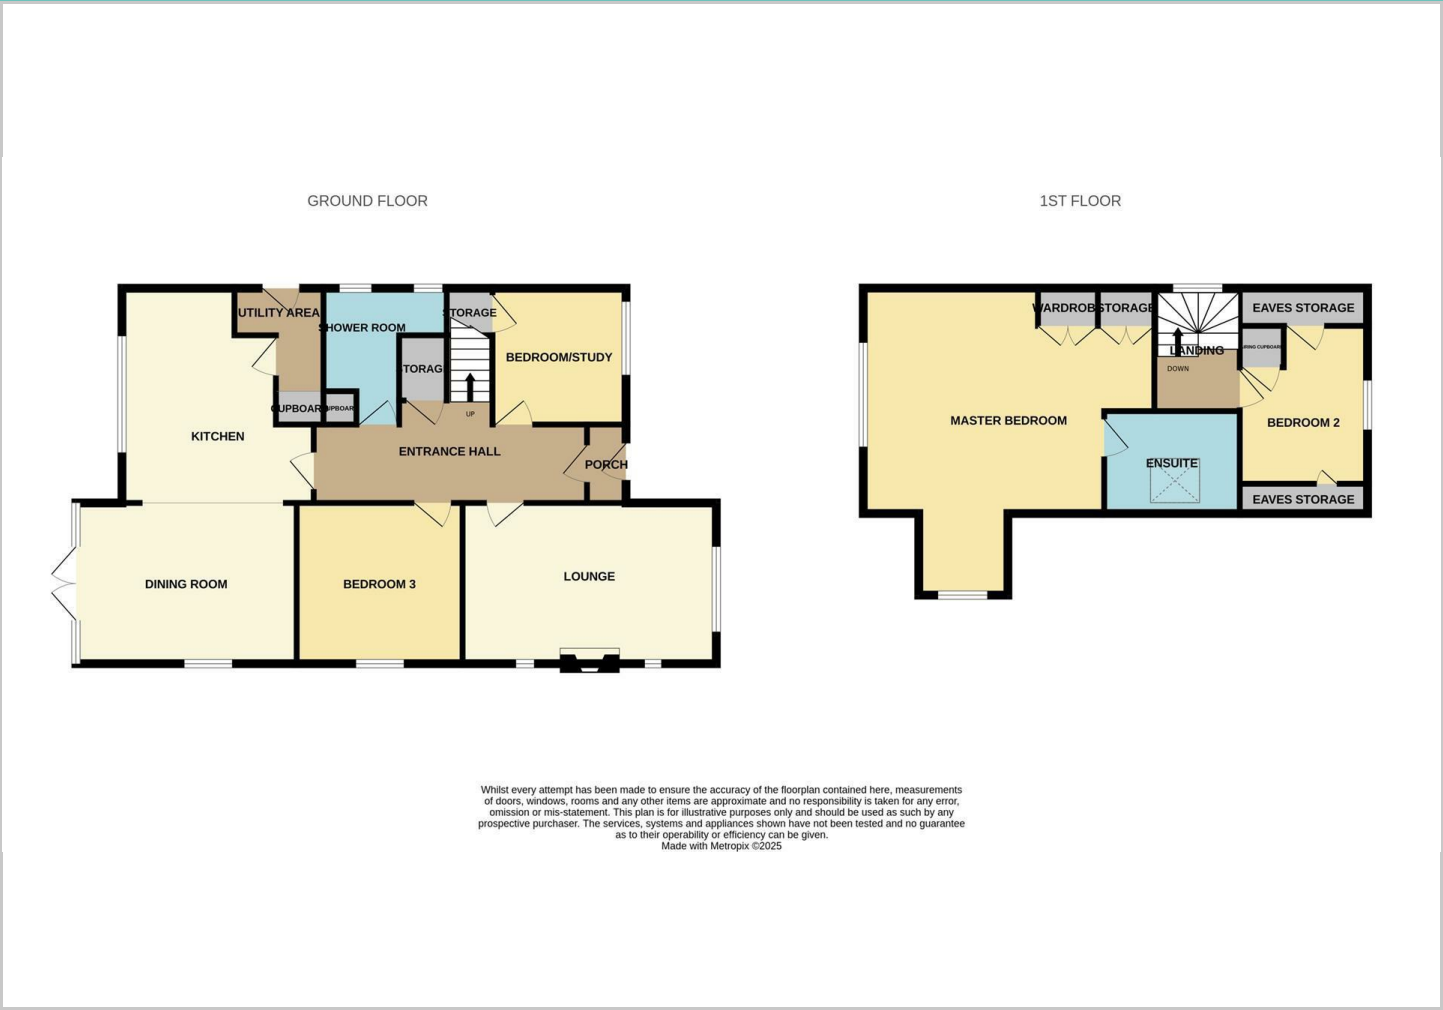 GROUND FLOOR
1ST FLOOR
UTILITY AREA
SHOWER ROOM
STORAGE
BEDROOM/STUDY
STORAG
CUPBOARD
UPBOARD
UP
KITCHEN
ENTRANCE HALL
PORCH
DINING ROOM
BEDROOM 3
LOUNGE
WARDROBE
STORAGE
EAVES STORAGE
LANDING
DOWN
AIRING CUPBOARD
MASTER BEDROOM
BEDROOM 2
ENSUITE
EAVES STORAGE
Whilst every attempt has been made to ensure the accuracy of the floorplan contained here, measurements
of doors, windows, rooms and any other items are approximate and no responsibility is taken for any error,
omission or mis-statement. This plan is for illustrative purposes only and should be used as such by any
prospective purchaser. The services, systems and appliances shown have not been tested and no guarantee
as to their operability or efficiency can be given.
Made with Metropix ©2025